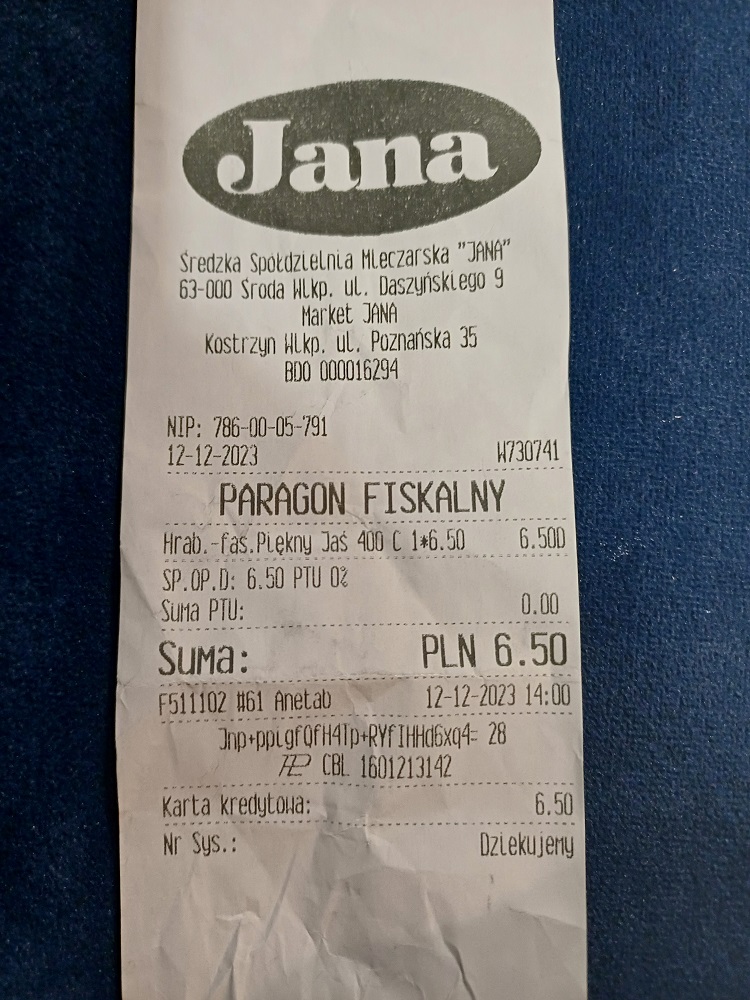 Jana
Średzka Spółdzielnia Mleczarska "JANA"
63-000 Środa Wlkp. ul. Daszyńskiego 9
Market JANA
Kostrzyn Wlkp. ul. Poznańska 35
BDO 000016294
NIP: 786-00-05-791
12-12-2023 W730741
PARAGON FISKALNY
Hrab.-fas.Piękny Jaś 400 C 1*6.50 6.50D
SP.OP.D: 6.50 PTU 0%
Suma PTU: 0.00
Suma: PLN 6.50
F511102 #61 Anetab 12-12-2023 14:00
Jnp+ppigfQfH4Tp+RYfIHHd6xq4= 28
CBL 1601213142
Karta kredytowa: 6.50
Nr Sys.: Dziekujemy